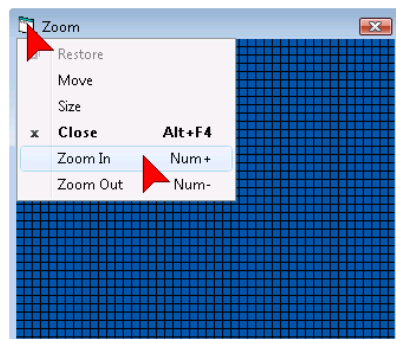 Zoom
Restore
Move
Size
x Close Alt+F4
Zoom In Num+
Zoom Out Num-